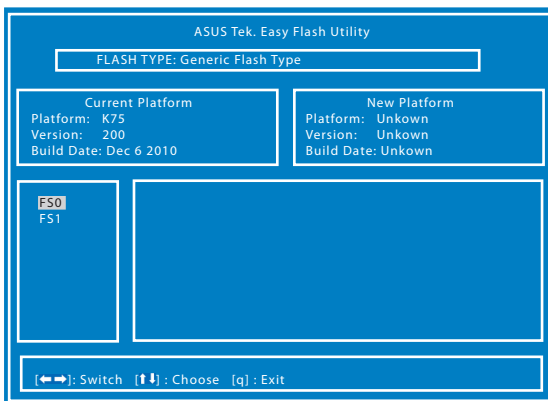 ASUS Tek. Easy Flash Utility
FLASH TYPE: Generic Flash Type
Current Platform
Platform: K75
Version: 200
Build Date: Dec 6 2010
New Platform
Platform: Unkown
Version: Unkown
Build Date: Unkown
FS0
FS1
[⬅➡]: Switch [⬆⬇] : Choose [q] : Exit